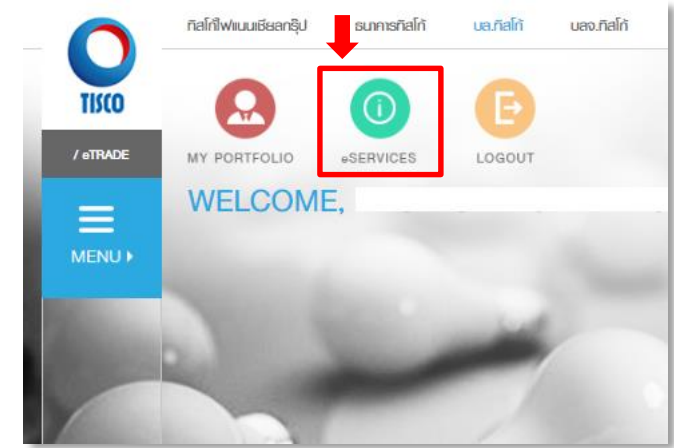 ทิสโก้ไฟแนนเชียลกรุ๊ป ธนาคารทิสโก้ บล.ทิสโก้ บลจ.ทิสโก้
TISCO
/ eTRADE
MENU
MY PORTFOLIO eSERVICES LOGOUT
WELCOME,